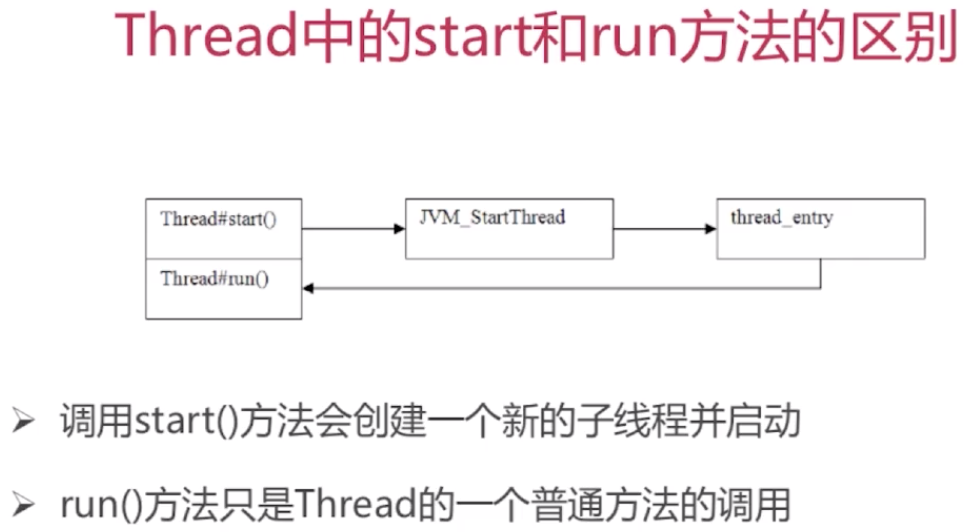 Thread中的start和run方法的区别
Thread#start()
JVM_StartThread
thread_entry
Thread#run()
➢ 调用start()方法会创建一个新的子线程并启动
➢ run()方法只是Thread的一个普通方法的调用